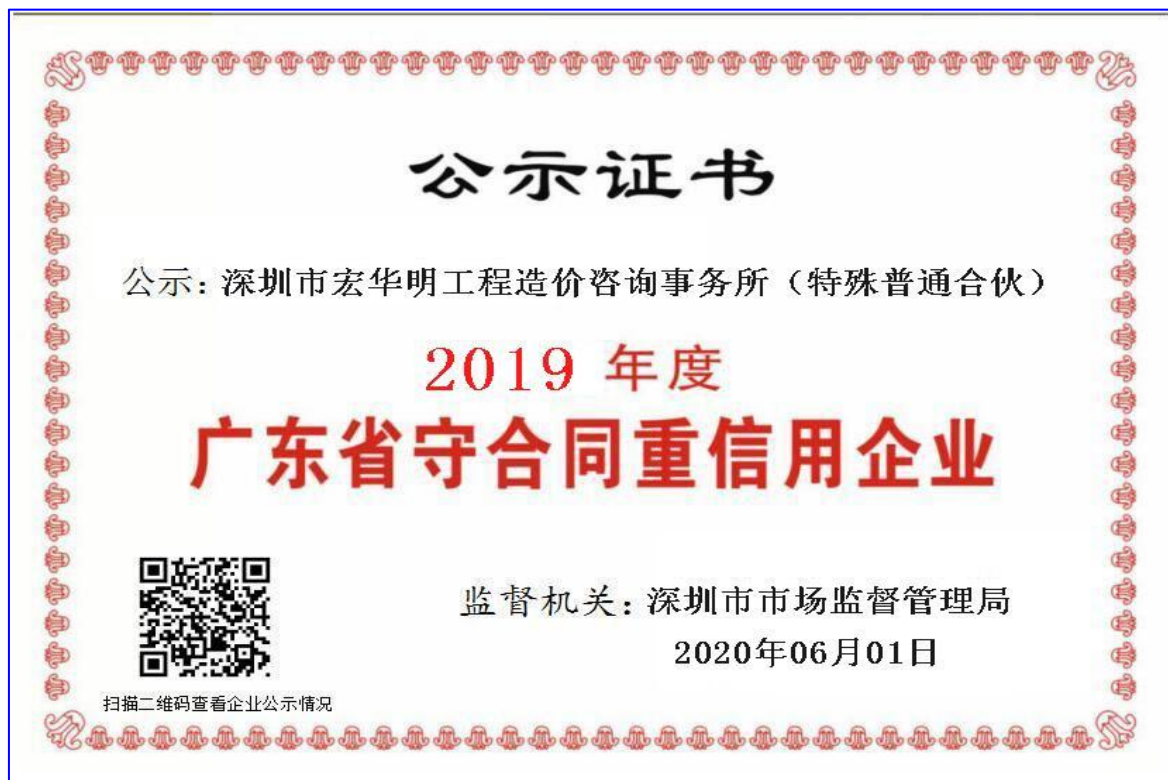 公示证书
公示：深圳市宏华明工程造价咨询事务所（特殊普通合伙）
2019 年度
广东省守合同重信用企业
监督机关：深圳市市场监督管理局
2020年06月01日
扫描二维码查看企业公示情况